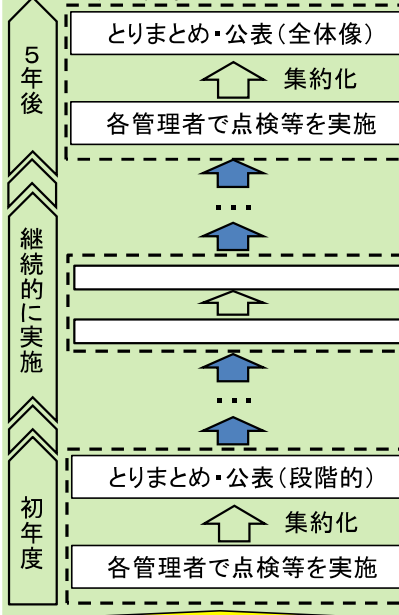 5年後
とりまとめ・公表(全体像)
集約化
各管理者で点検等を実施
…
継続的に実施
…
初年度
とりまとめ・公表(段階的)
集約化
各管理者で点検等を実施